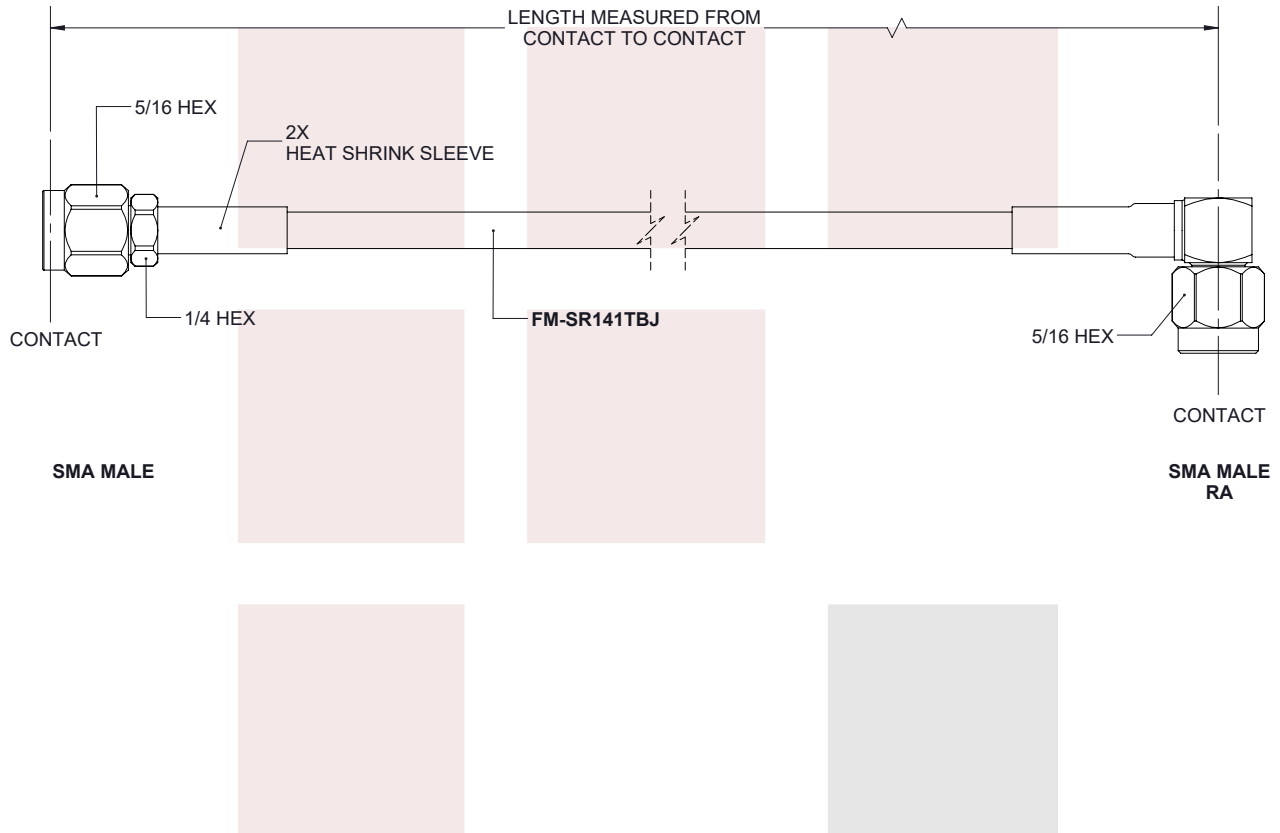 LENGTH MEASURED FROM
CONTACT TO CONTACT
5/16 HEX
2X
HEAT SHRINK SLEEVE
1/4 HEX
FM-SR141TBJ
5/16 HEX
CONTACT
CONTACT
SMA MALE
SMA MALE
RA